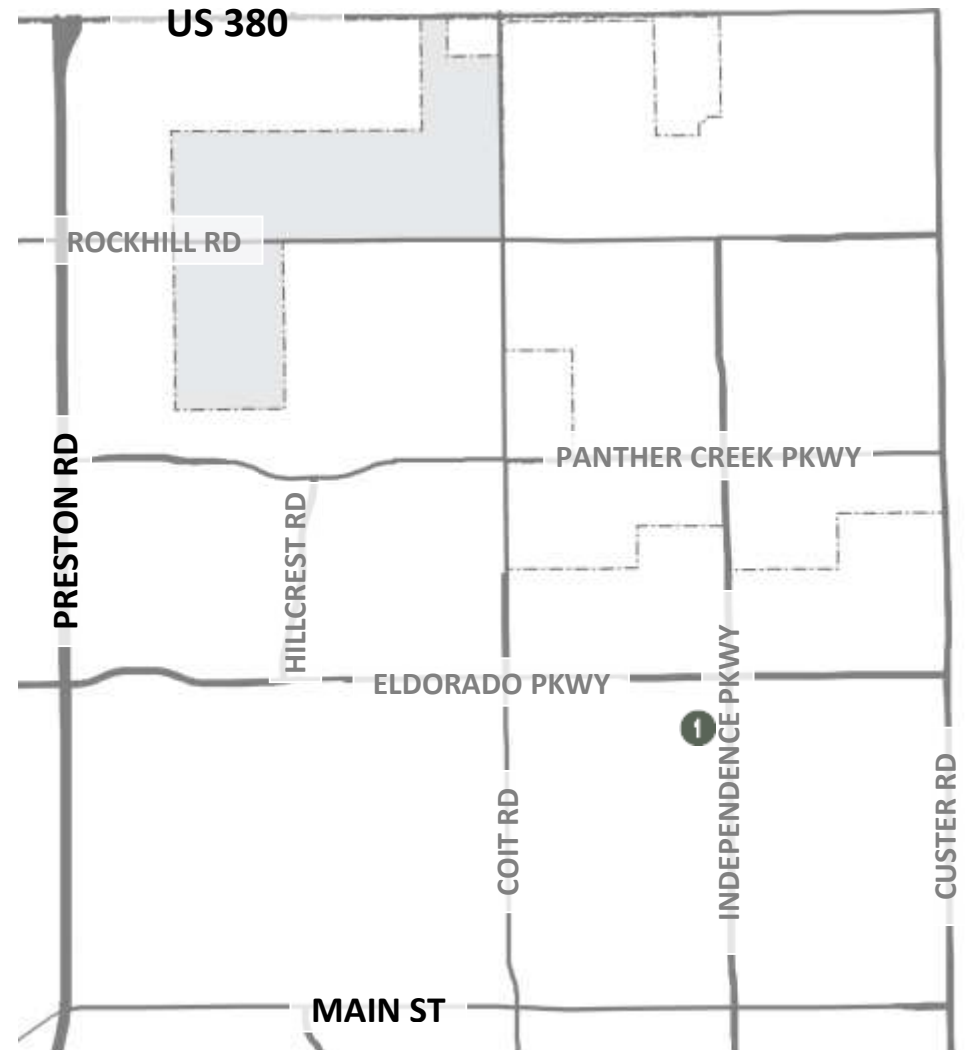 US 380
ROCKHILL RD
PRESTON RD
PANTHER CREEK PKWY
HILLCREST RD
ELDORADO PKWY
INDEPENDENCE PKWY
1
COIT RD
CUSTER RD
MAIN ST